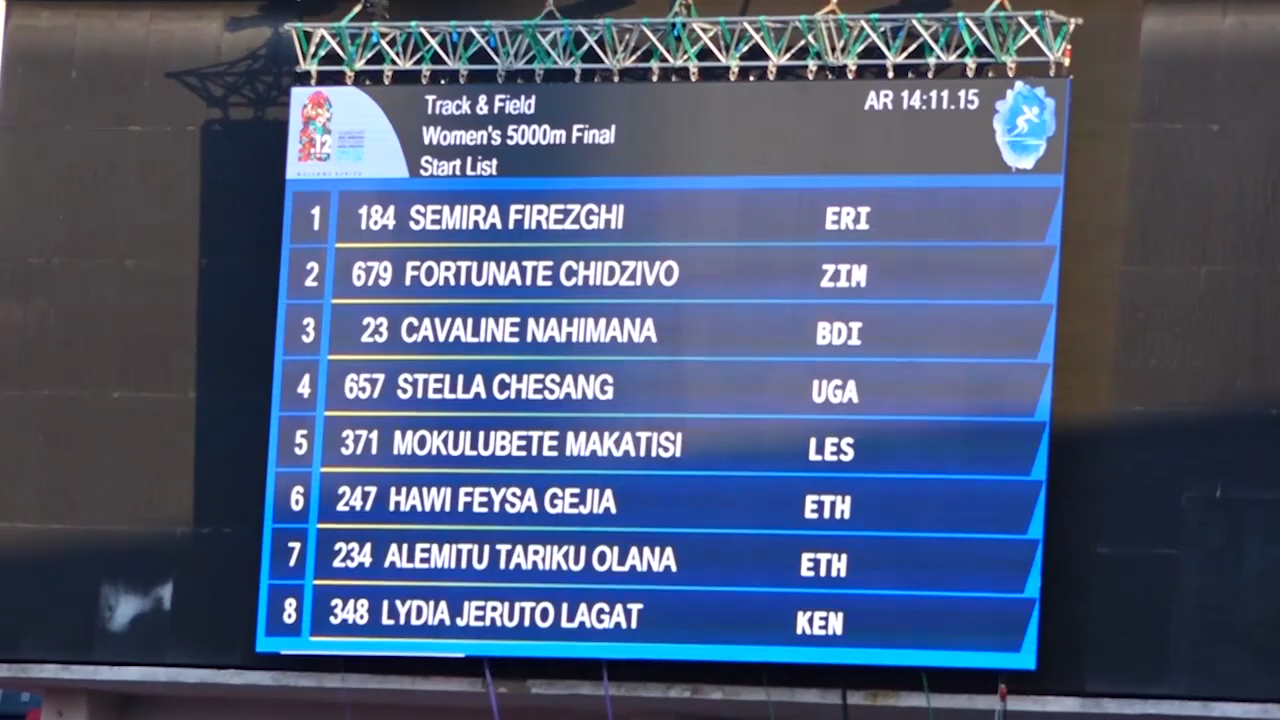 Track & Field
AR 14:11.15
Women's 5000m Final
Start List
.12
1 184 SEMIRA FIREZGHI ERI
2 679 FORTUNATE CHIDZIVO ZIM
3 23 CAVALINE NAHIMANA BDI
4 657 STELLA CHESANG UGA
5 371 MOKULUBETE MAKATISI LES
6 247 HAWI FEYSA GEJIA ETH
7 234 ALEMITU TARIKU OLANA ETH
8 348 LYDIA JERUTO LAGAT KEN